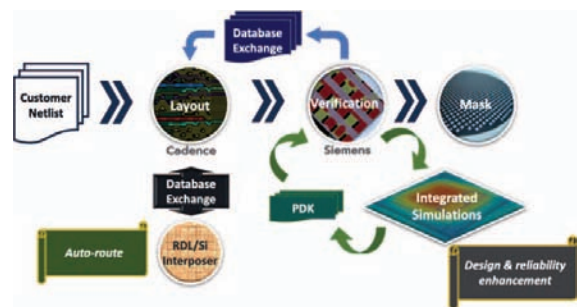 Database
Exchange
Customer
Netlist
Layout
Verification
Mask
Cadence
Siemens
Database
Exchange
PDK
Integrated
Simulations
Auto-route
RDL/Si
Interposer
Design & reliability
enhancement